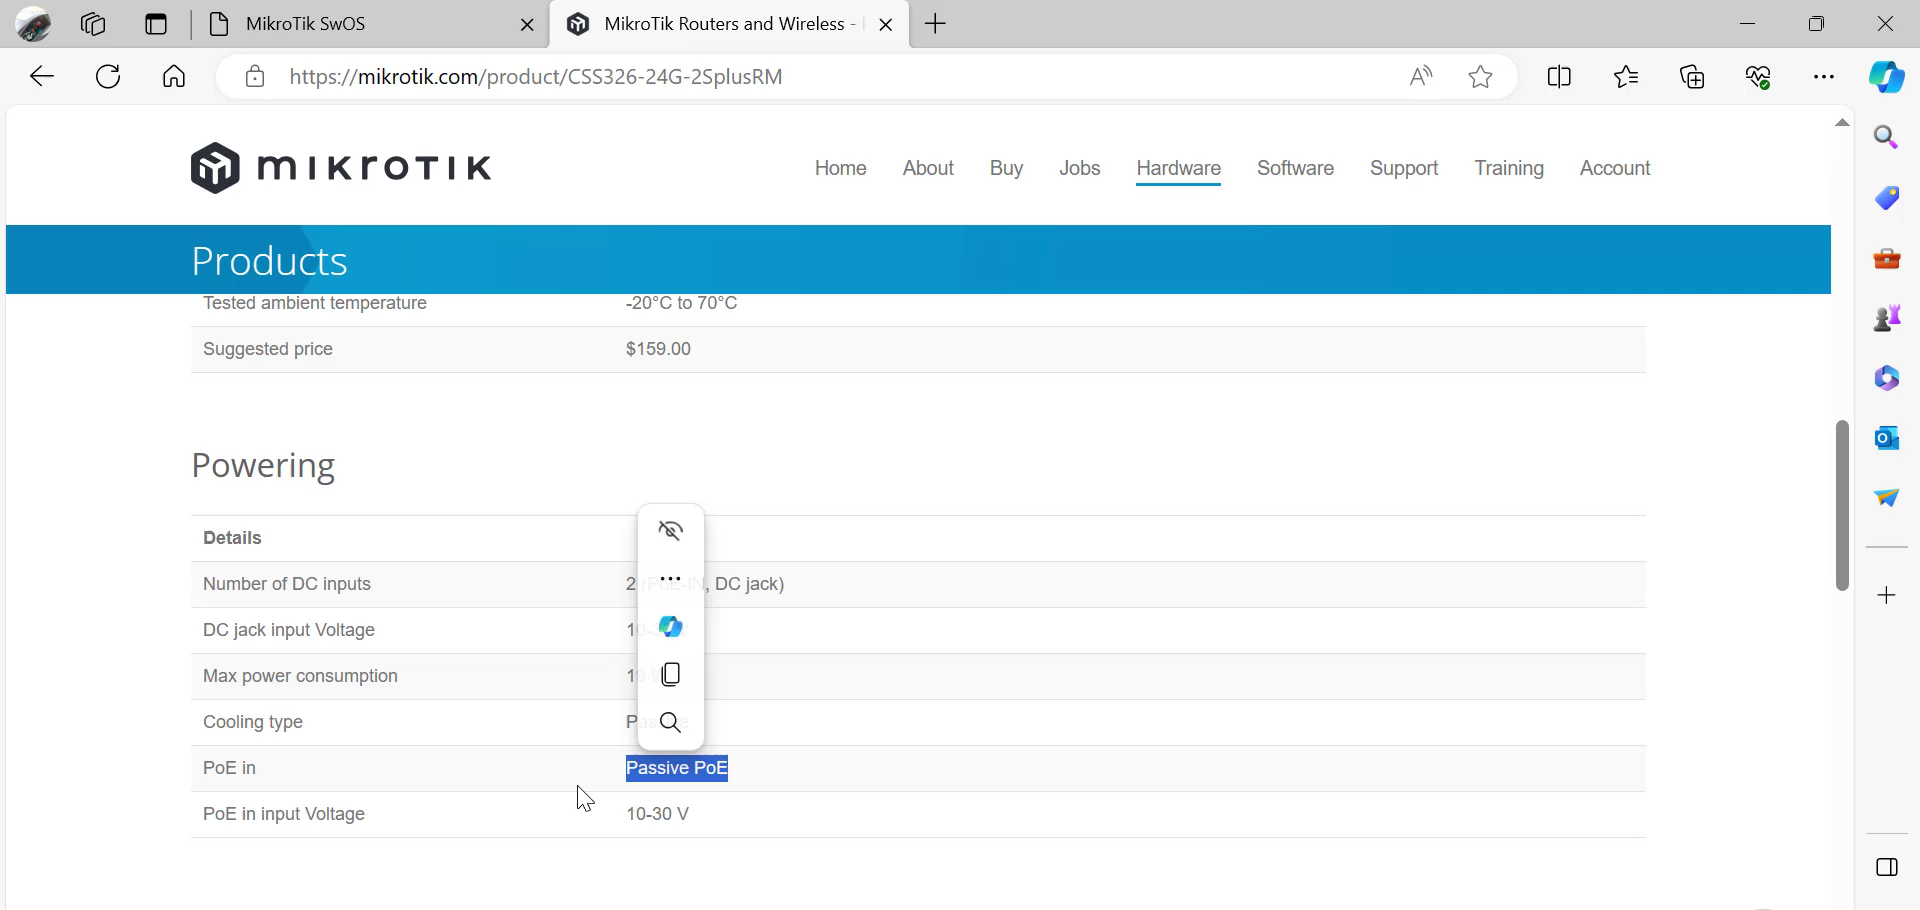 MikroTik SwOS
MikroTik Routers and Wireless -
https://mikrotik.com/product/CSS326-24G-2SplusRM
mikrotik
Home About Buy Jobs Hardware Software Support Training Account
Products
Tested ambient temperature -20°C to 70°C
Suggested price $159.00
Powering
Details
Number of DC inputs 2 (PoE-IN, DC jack)
DC jack input Voltage
Max power consumption
Cooling type Passive
PoE in Passive PoE
PoE in input Voltage 10-30 V